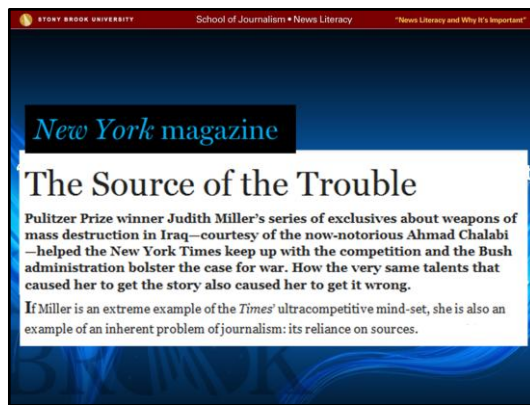 STONY BROOK UNIVERSITY School of Journalism • News Literacy "News Literacy and Why It's Important"
New York magazine
The Source of the Trouble
Pulitzer Prize winner Judith Miller's series of exclusives about weapons of
mass destruction in Iraq—courtesy of the now-notorious Ahmad Chalabi
—helped the New York Times keep up with the competition and the Bush
administration bolster the case for war. How the very same talents that
caused her to get the story also caused her to get it wrong.
If Miller is an extreme example of the Times' ultracompetitive mind-set, she is also an
example of an inherent problem of journalism: its reliance on sources.